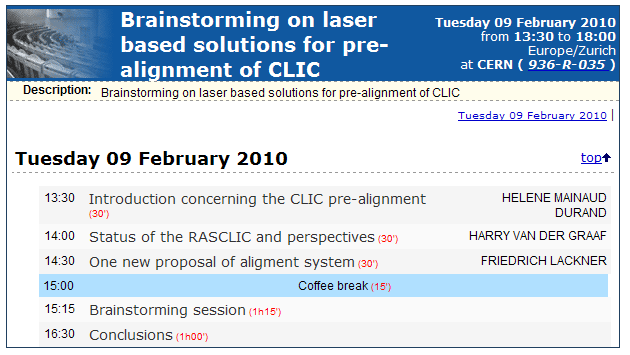 Brainstorming on laser
based solutions for pre-
alignment of CLIC
Tuesday 09 February 2010
from 13:30 to 18:00
Europe/Zurich
at CERN ( 936-R-035 )
Description: Brainstorming on laser based solutions for pre-alignment of CLIC
Tuesday 09 February 2010 |
Tuesday 09 February 2010 top
13:30 Introduction concerning the CLIC pre-alignment (30') HELENE MAINAUD DURAND
14:00 Status of the RASCLIC and perspectives (30') HARRY VAN DER GRAAF
14:30 One new proposal of aligment system (30') FRIEDRICH LACKNER
15:00 Coffee break (15')
15:15 Brainstorming session (1h15')
16:30 Conclusions (1h00')